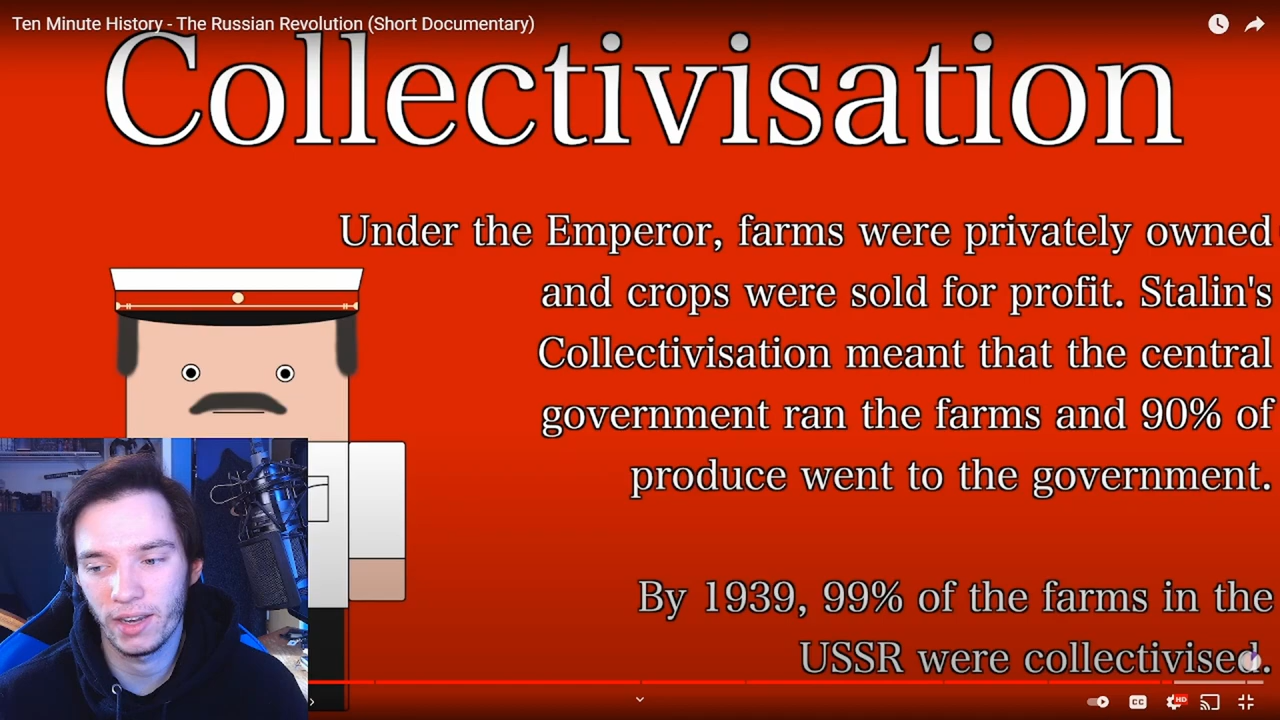 Ten Minute History - The Russian Revolution (Short Documentary)
Collectivisation
Under the Emperor, farms were privately owned
and crops were sold for profit. Stalin's
Collectivisation meant that the central
government ran the farms and 90% of
produce went to the government.
By 1939, 99% of the farms in the
USSR were collectivised.
CC
HD